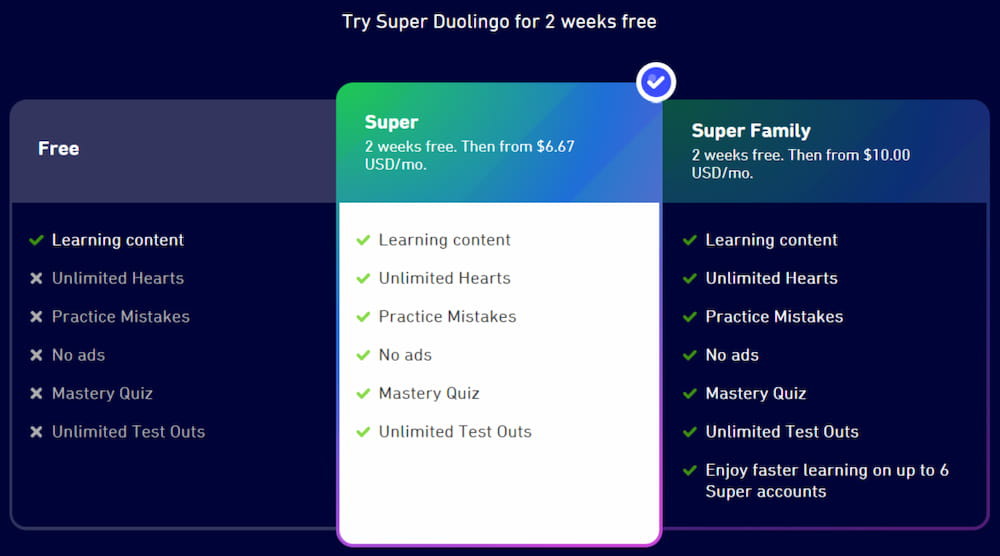 Try Super Duolingo for 2 weeks free
Free
Learning content
Unlimited Hearts
Practice Mistakes
No ads
Mastery Quiz
Unlimited Test Outs
Super
2 weeks free. Then from $6.67
USD/mo.
Learning content
Unlimited Hearts
Practice Mistakes
No ads
Mastery Quiz
Unlimited Test Outs
Super Family
2 weeks free. Then from $10.00
USD/mo.
Learning content
Unlimited Hearts
Practice Mistakes
No ads
Mastery Quiz
Unlimited Test Outs
Enjoy faster learning on up to 6
Super accounts